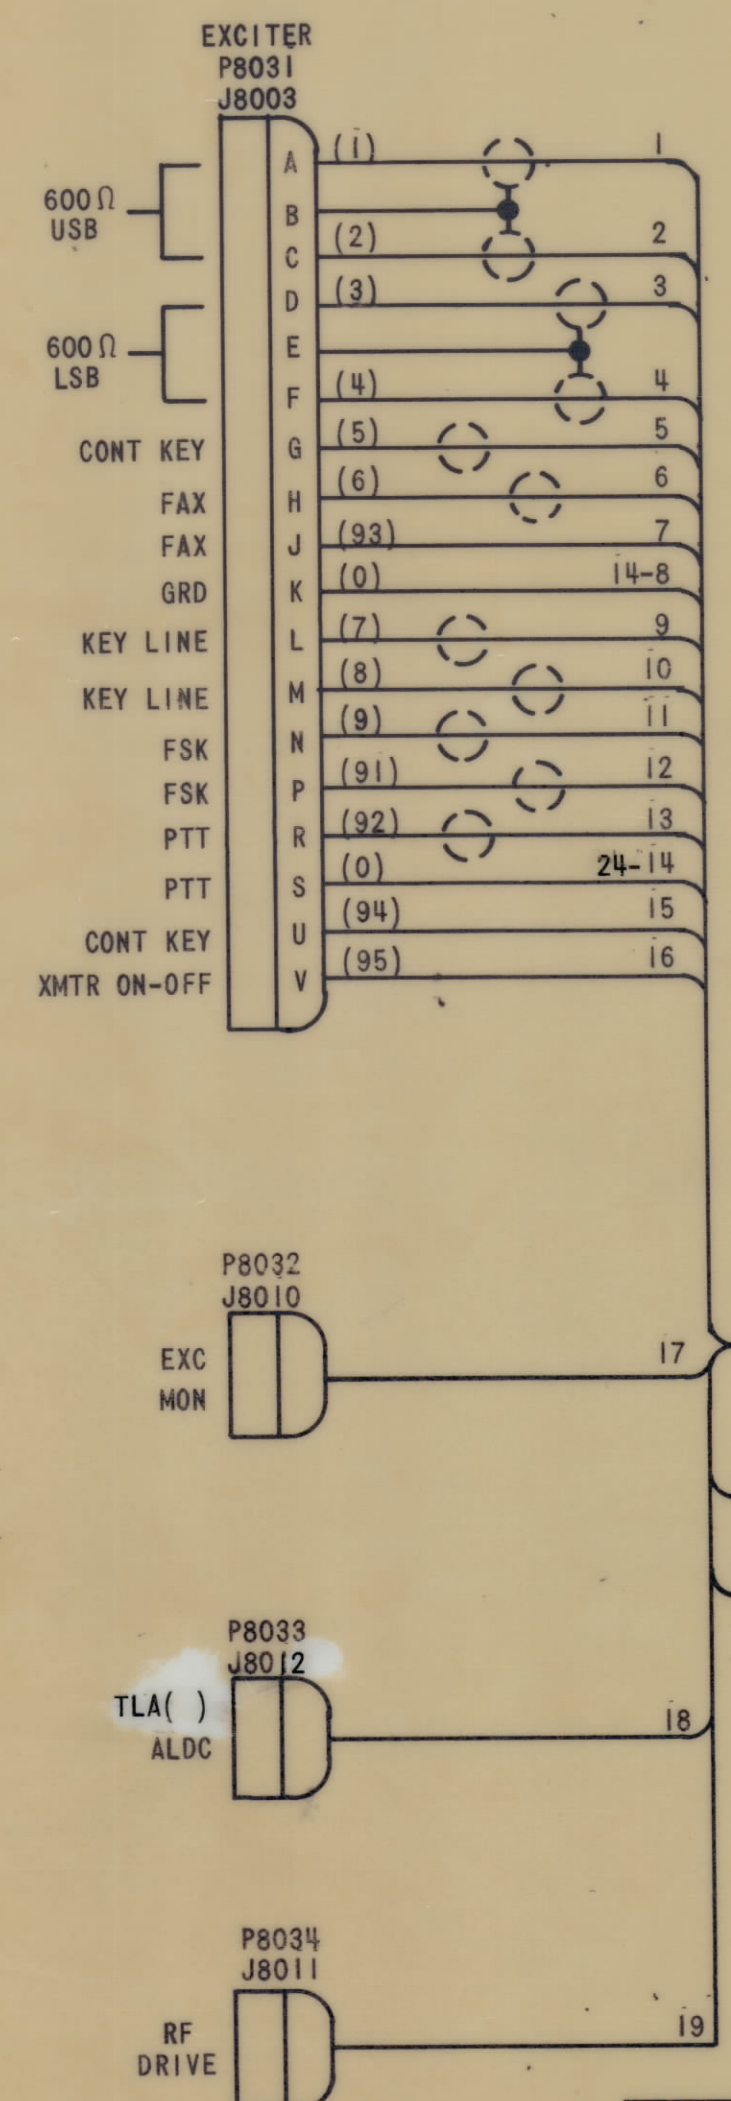 EXCITER
P8031
J8003
A (1) 1
600Ω
USB
B
C (2) 2
D (3) 3
600Ω
LSB
E
F (4) 4
CONT KEY G (5) 5
FAX H (6) 6
FAX J (93) 7
GRD K (0) 14-8
KEY LINE L (7) 9
KEY LINE M (8) 10
FSK N (9) 11
FSK P (91) 12
PTT R (92) 13
PTT S (0) 24-14
CONT KEY U (94) 15
XMTR ON-OFF V (95) 16
P8032
J8010
EXC
MON
17
P8033
J8012
TLA( )
ALDC
18
P8034
J8011
RF
DRIVE
19